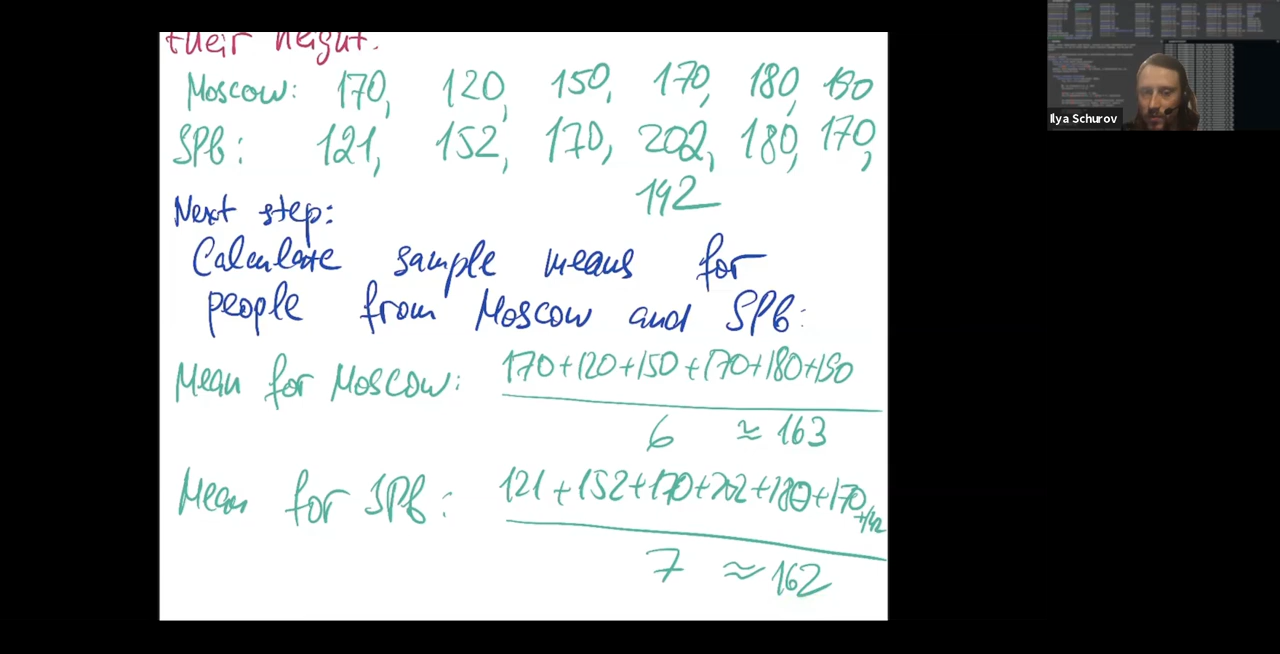 their height.
Moscow: 170, 120, 150, 170, 180, 190
SPb: 121, 152, 170, 202, 180, 170,
142
Next step:
Calculate sample means for
people from Moscow and SPb:
Mean for Moscow: 170+120+150+170+180+190
6 ≈ 163
Mean for SPb: 121+152+170+202+180+170+142
7 ≈ 162
Ilya Schurov